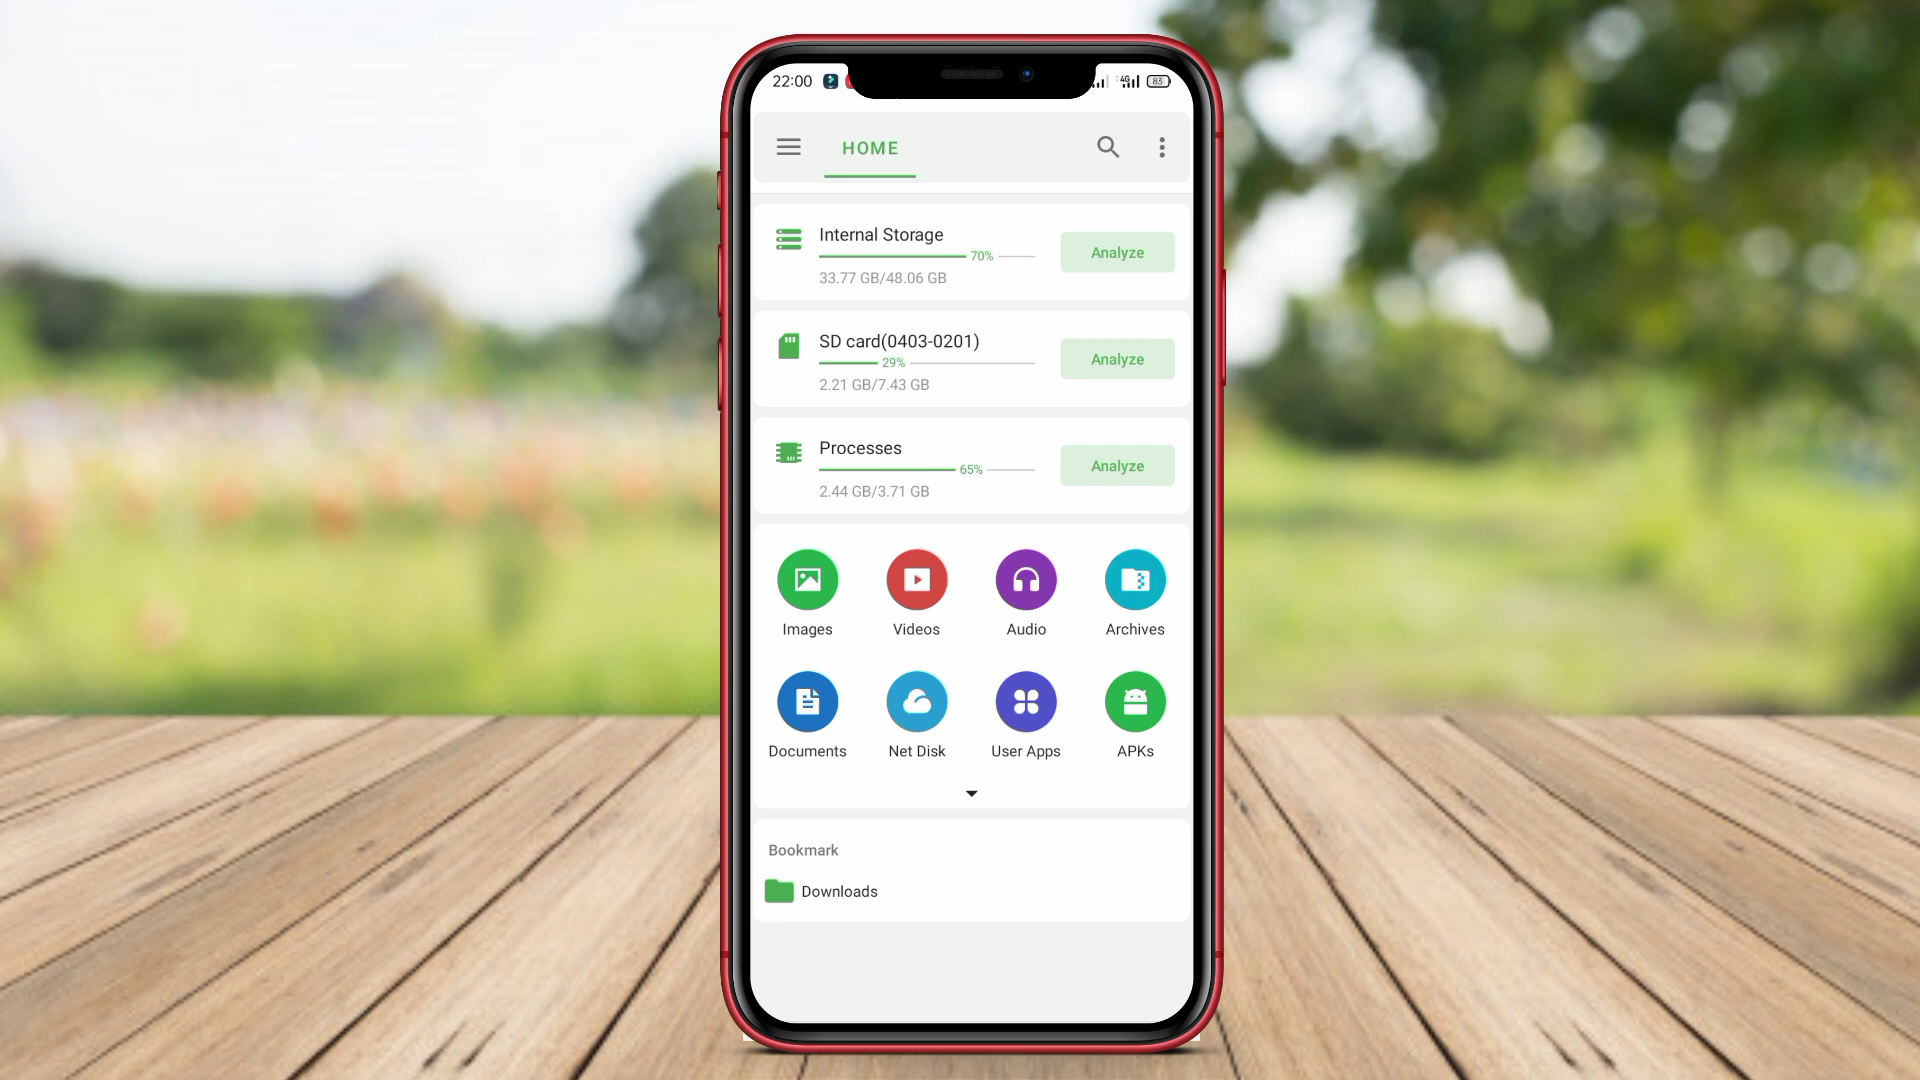 22:00 4G 83
HOME
Internal Storage
70%
33.77 GB/48.06 GB
Analyze
SD card(0403-0201)
29%
2.21 GB/7.43 GB
Analyze
Processes
65%
2.44 GB/3.71 GB
Analyze
Images Videos Audio Archives
Documents Net Disk User Apps APKs
Bookmark
Downloads